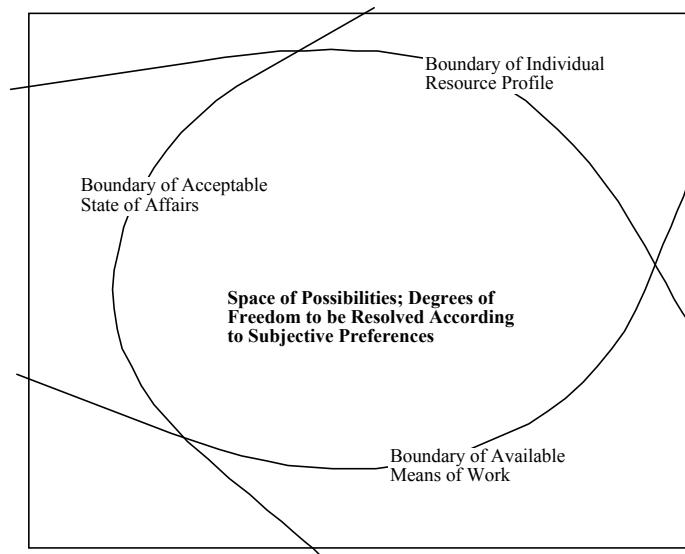 Boundary of Individual
Resource Profile
Boundary of Acceptable
State of Affairs
Space of Possibilities; Degrees of
Freedom to be Resolved According
to Subjective Preferences
Boundary of Available
Means of Work